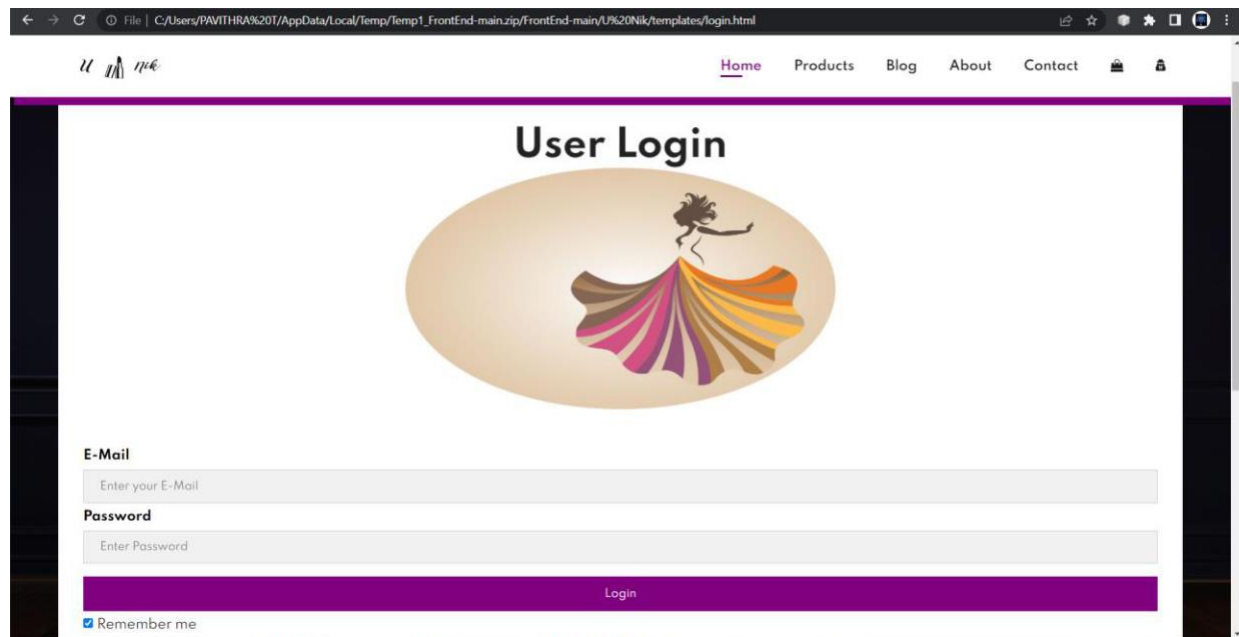 File | C:/Users/PAVITHRA%20T/AppData/Local/Temp/Temp1_FrontEnd-main.zip/FrontEnd-main/U%20Nik/templates/login.html
U nik
Home Products Blog About Contact
User Login
E-Mail
Enter your E-Mail
Password
Enter Password
Login
Remember me